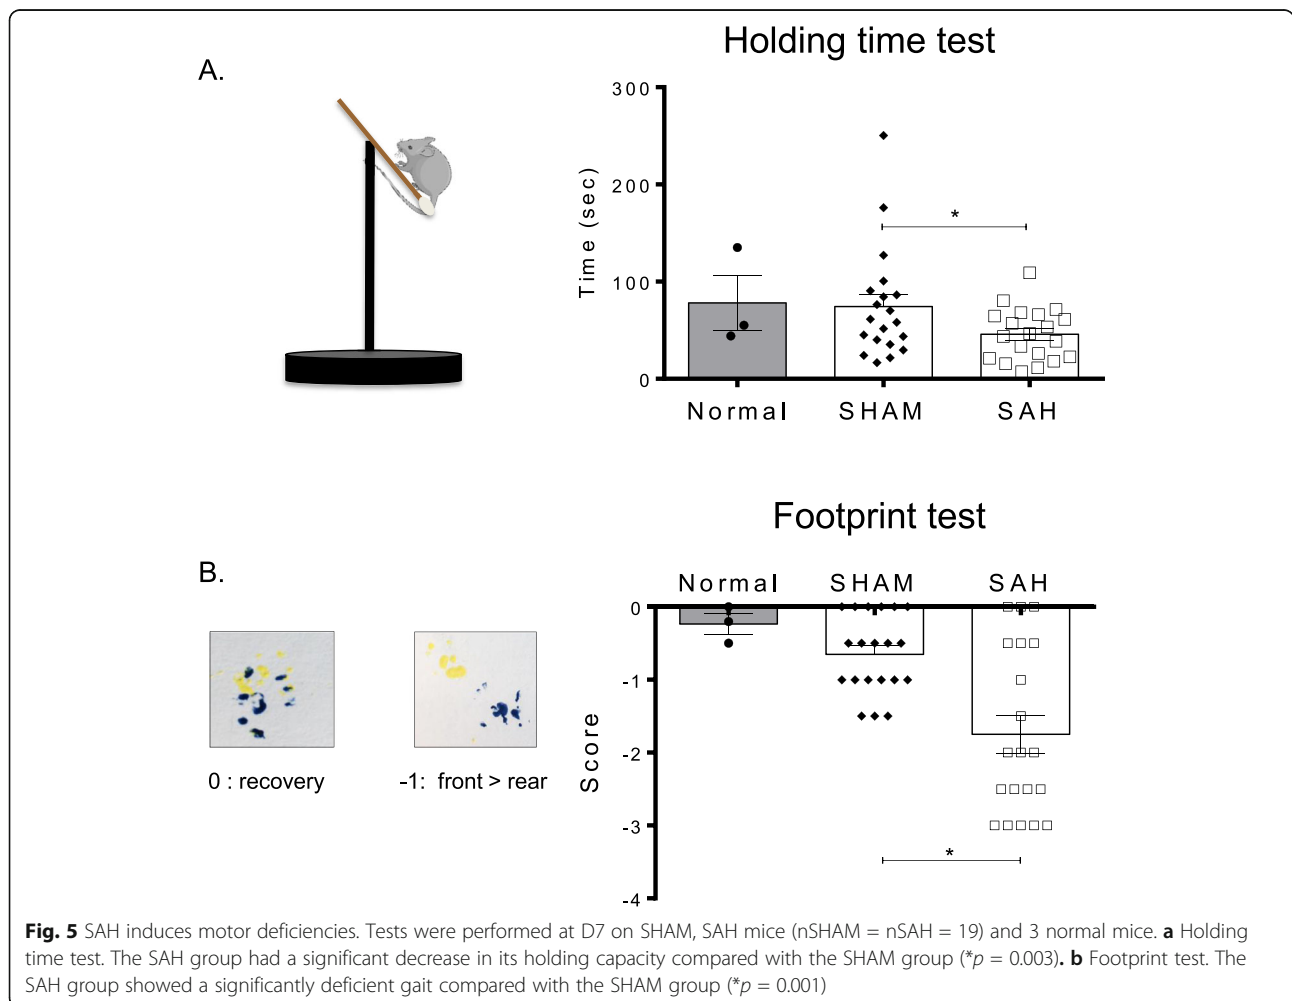 Holding time test
A.
300
200
100
0
Time (sec)
*
Normal SHAM SAH
Footprint test
B.
Normal SHAM SAH
0
-1
-2
-3
-4
Score
*
0 : recovery
-1: front > rear
Fig. 5 SAH induces motor deficiencies. Tests were performed at D7 on SHAM, SAH mice (nSHAM = nSAH = 19) and 3 normal mice. a Holding
time test. The SAH group had a significant decrease in its holding capacity compared with the SHAM group (*p = 0.003). b Footprint test. The
SAH group showed a significantly deficient gait compared with the SHAM group (*p = 0.001)